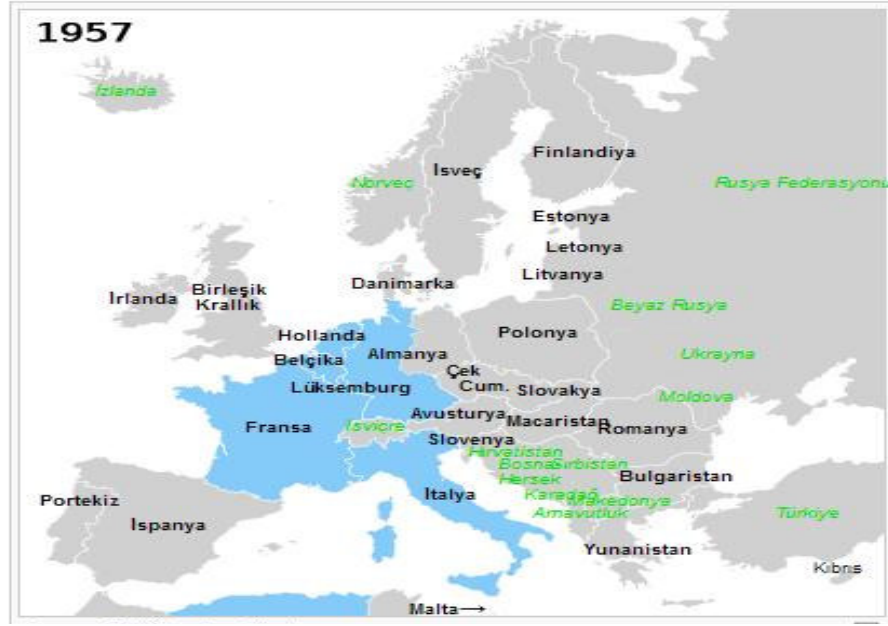 1957
İzlanda
Finlandiya
İsveç
Norveç
Rusya Federasyonu
Estonya
Letonya
Litvanya
Danimarka
İrlanda
Birleşik
Krallık
Beyaz Rusya
Hollanda
Polonya
Belçika
Almanya
Ukrayna
Çek
Cum.
Lüksemburg
Slovakya
Moldova
Avusturya
Macaristan
Fransa
İsviçre
Romanya
Slovenya
Hırvatistan
Bosna
Hersek
Sırbistan
Bulgaristan
Portekiz
İtalya
Karadağ
Makedonya
Arnavutluk
Türkiye
İspanya
Yunanistan
Kıbrıs
Malta→